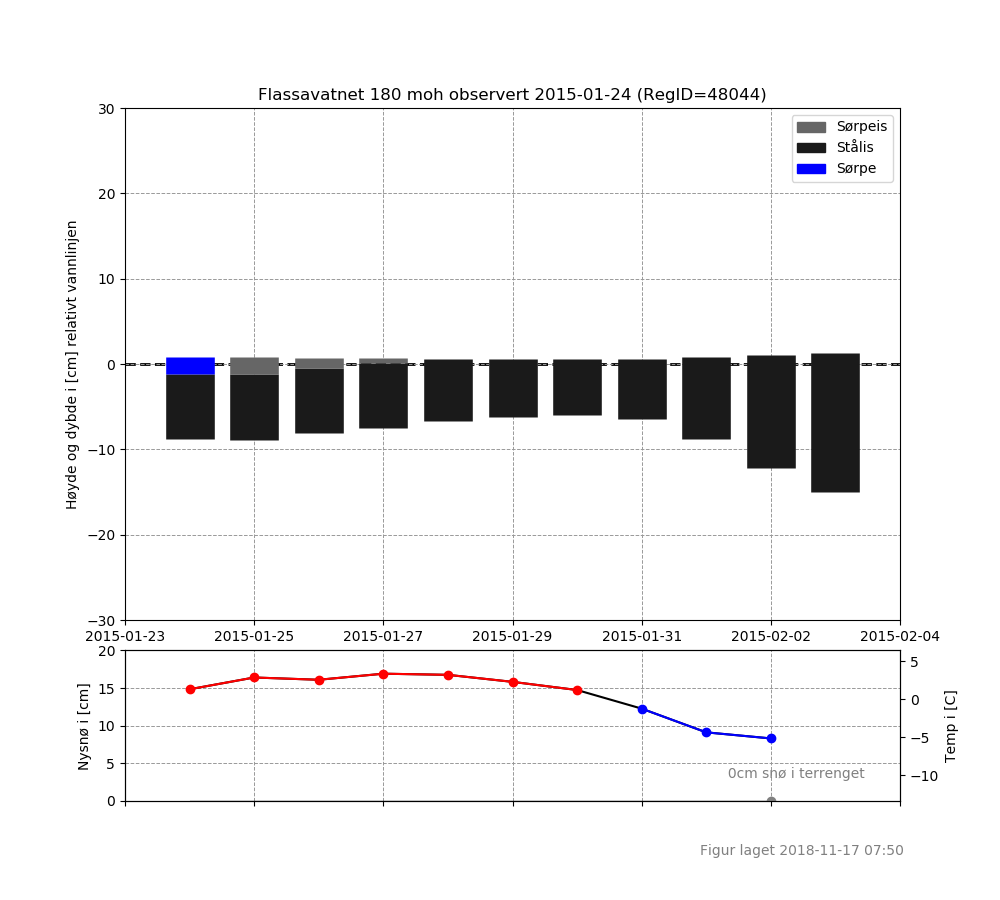 Flassavatnet 180 moh observert 2015-01-24 (RegID=48044)
Høyde og dybde i [cm] relativt vannlinjen
30
20
10
0
−10
−20
−30
Sørpeis
Stålis
Sørpe
2015-01-23
2015-01-25
2015-01-27
2015-01-29
2015-01-31
2015-02-02
2015-02-04
Nysnø i [cm]
20
15
10
5
0
5
0
−5
−10
Temp i [C]
0cm snø i terrenget
Figur laget 2018-11-17 07:50